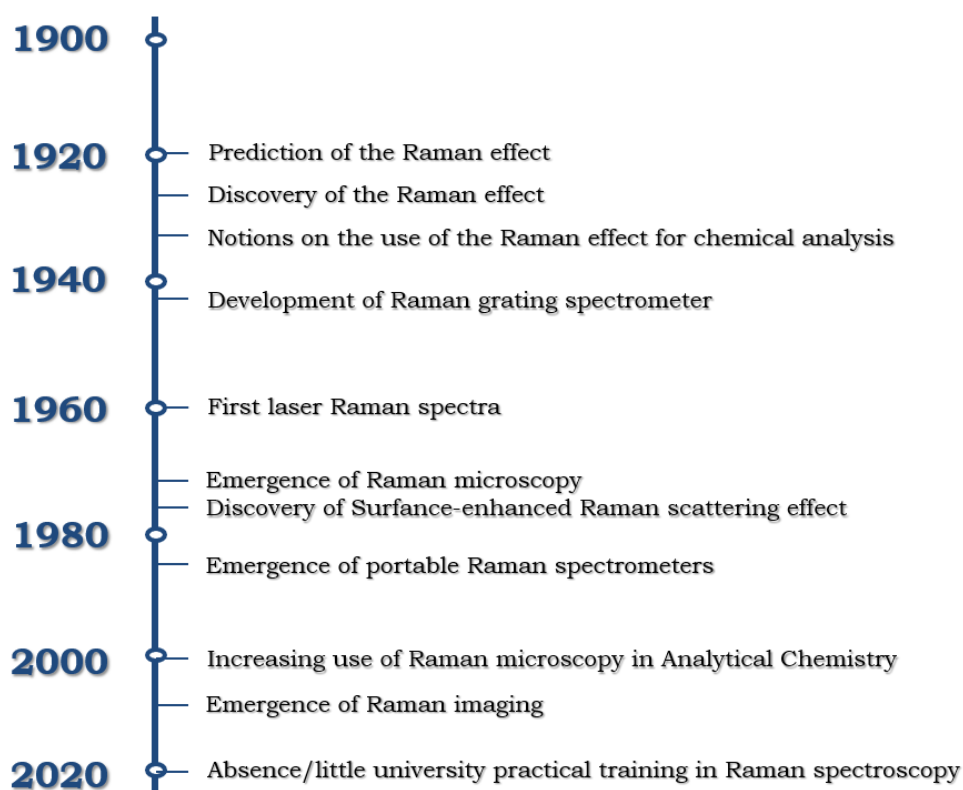 1900
1920 Prediction of the Raman effect
Discovery of the Raman effect
Notions on the use of the Raman effect for chemical analysis
1940
Development of Raman grating spectrometer
1960 First laser Raman spectra
Emergence of Raman microscopy
Discovery of Surfance-enhanced Raman scattering effect
1980
Emergence of portable Raman spectrometers
2000 Increasing use of Raman microscopy in Analytical Chemistry
Emergence of Raman imaging
2020 Absence/little university practical training in Raman spectroscopy